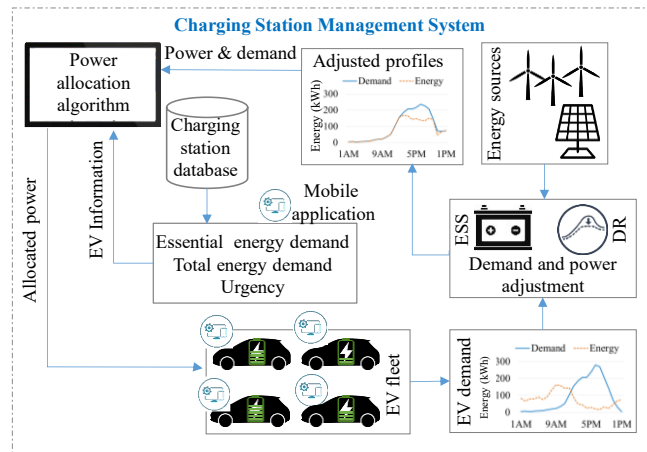 Charging Station Management System
Power & demand
Power
allocation
algorithm
Adjusted profiles
Demand
Energy
Energy (kWh)
300
200
100
0
1AM
9AM
5PM
1PM
Energy sources
Charging
station
database
Mobile
application
EV Information
Allocated power
Essential energy demand
Total energy demand
Urgency
ESS
DR
Demand and power
adjustment
EV fleet
EV demand
Energy (kWh)
Demand
Energy
300
200
100
0
1AM
9AM
5PM
1PM